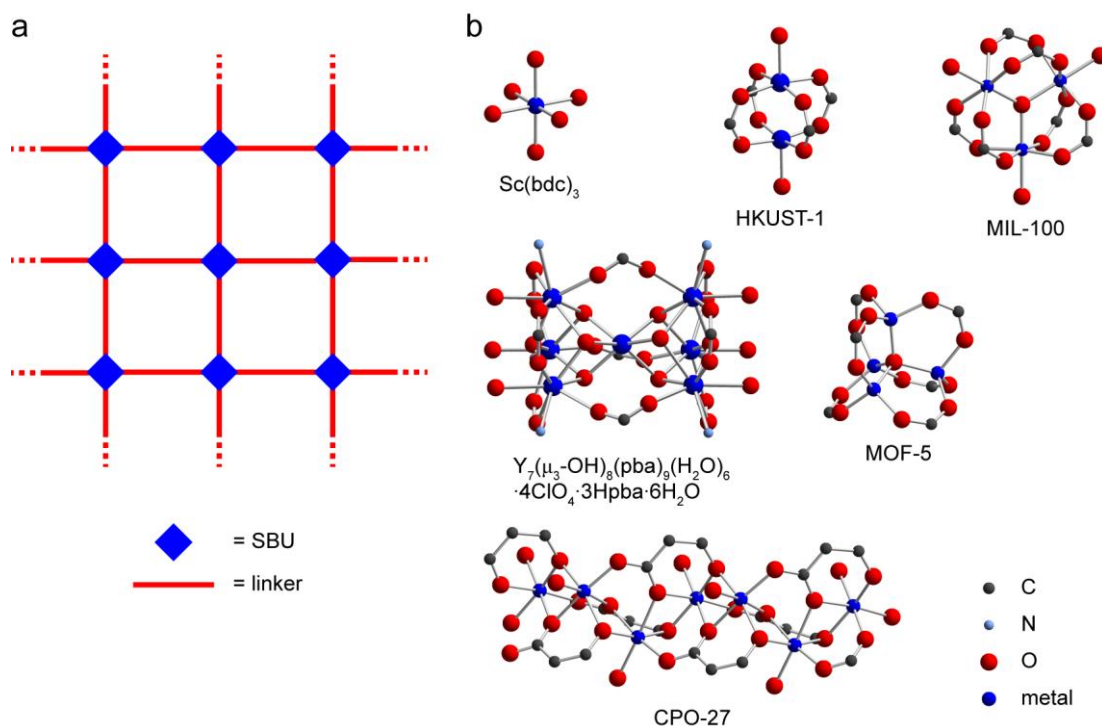 a
= SBU
= linker
b
Sc(bdc)₃
HKUST-1
MIL-100
Y₇(μ₃-OH)₈(pba)₉(H₂O)₆
·4ClO₄·3Hpba·6H₂O
MOF-5
CPO-27
C
N
O
metal